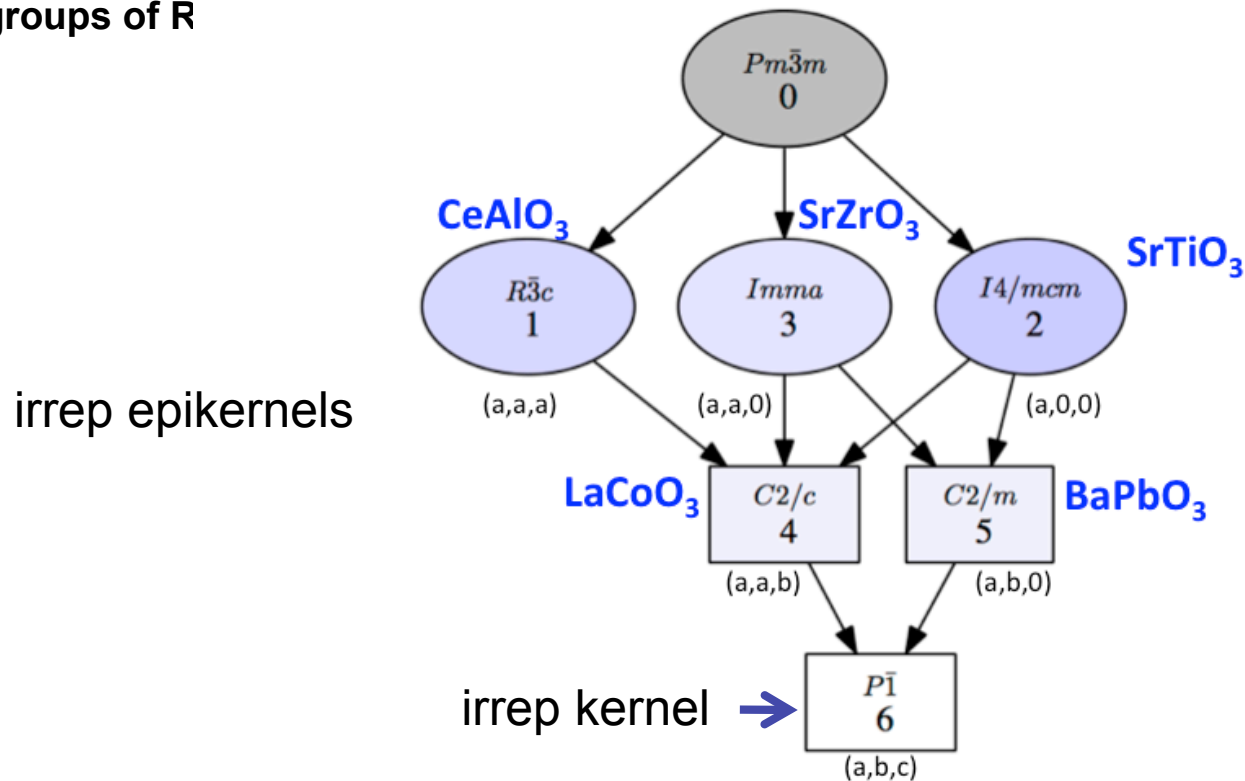 groups of R
Pm3̄m
0
CeAlO₃
SrZrO₃
SrTiO₃
R3̄c
1
Imma
3
I4/mcm
2
irrep epikernels
(a,a,a)
(a,a,0)
(a,0,0)
LaCoO₃
C2/c
4
C2/m
5
BaPbO₃
(a,a,b)
(a,b,0)
irrep kernel
P1̄
6
(a,b,c)